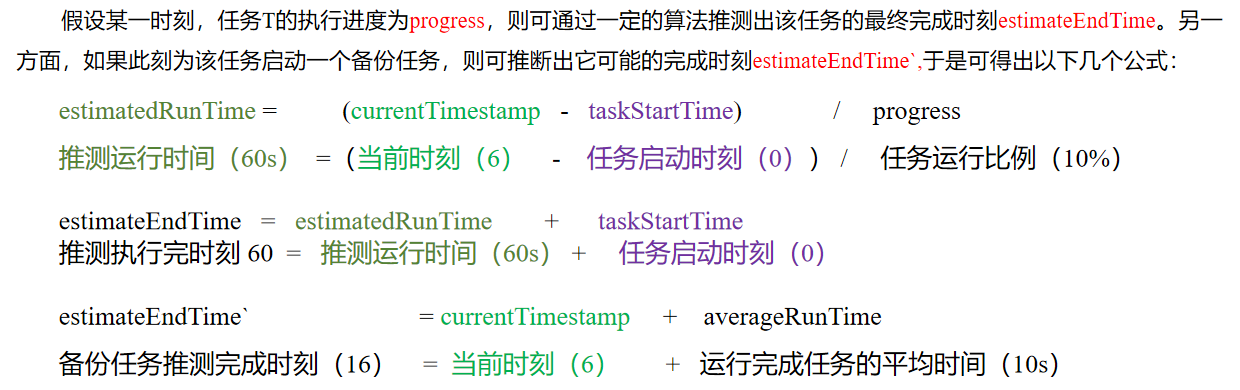 假设某一时刻，任务T的执行进度为progress，则可通过一定的算法推测出该任务的最终完成时刻estimateEndTime。另一
方面，如果此刻为该任务启动一个备份任务，则可推断出它可能的完成时刻estimateEndTime`,于是可得出以下几个公式：
estimatedRunTime = (currentTimestamp - taskStartTime) / progress
推测运行时间（60s） =（当前时刻（6） - 任务启动时刻（0）） / 任务运行比例（10%）
estimateEndTime = estimatedRunTime + taskStartTime
推测执行完时刻 60 = 推测运行时间（60s） + 任务启动时刻（0）
estimateEndTime` = currentTimestamp + averageRunTime
备份任务推测完成时刻（16） = 当前时刻（6） + 运行完成任务的平均时间（10s）